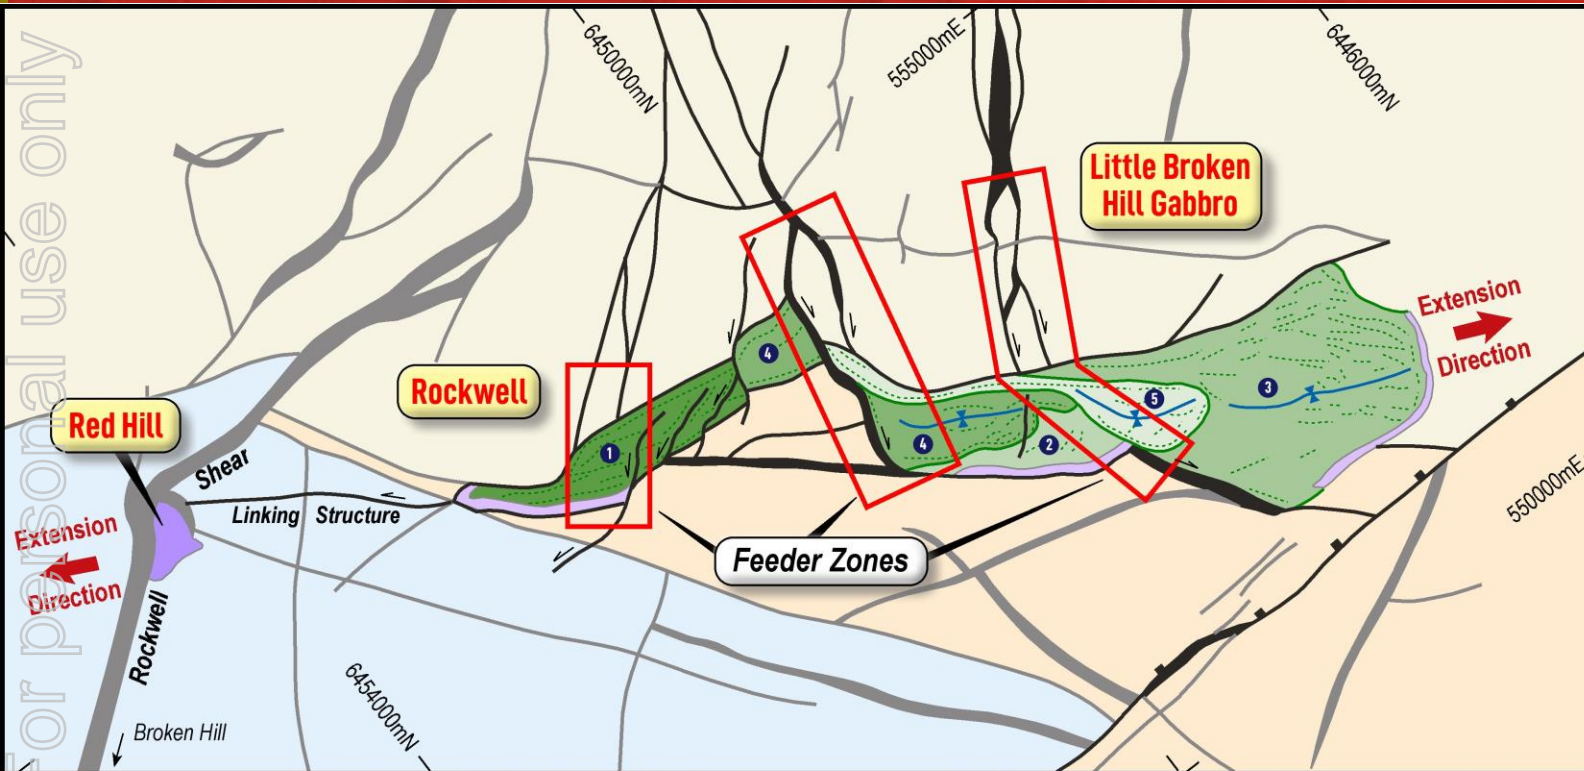 For personal use only
6450000mN
555000mE
6446000mN
Little Broken
Hill Gabbro
Extension
Direction
Rockwell
Red Hill
4
5
3
1
4
2
Shear
Linking Structure
550000mE
Extension
Direction
Feeder Zones
Rockwell
6454000mN
Broken Hill